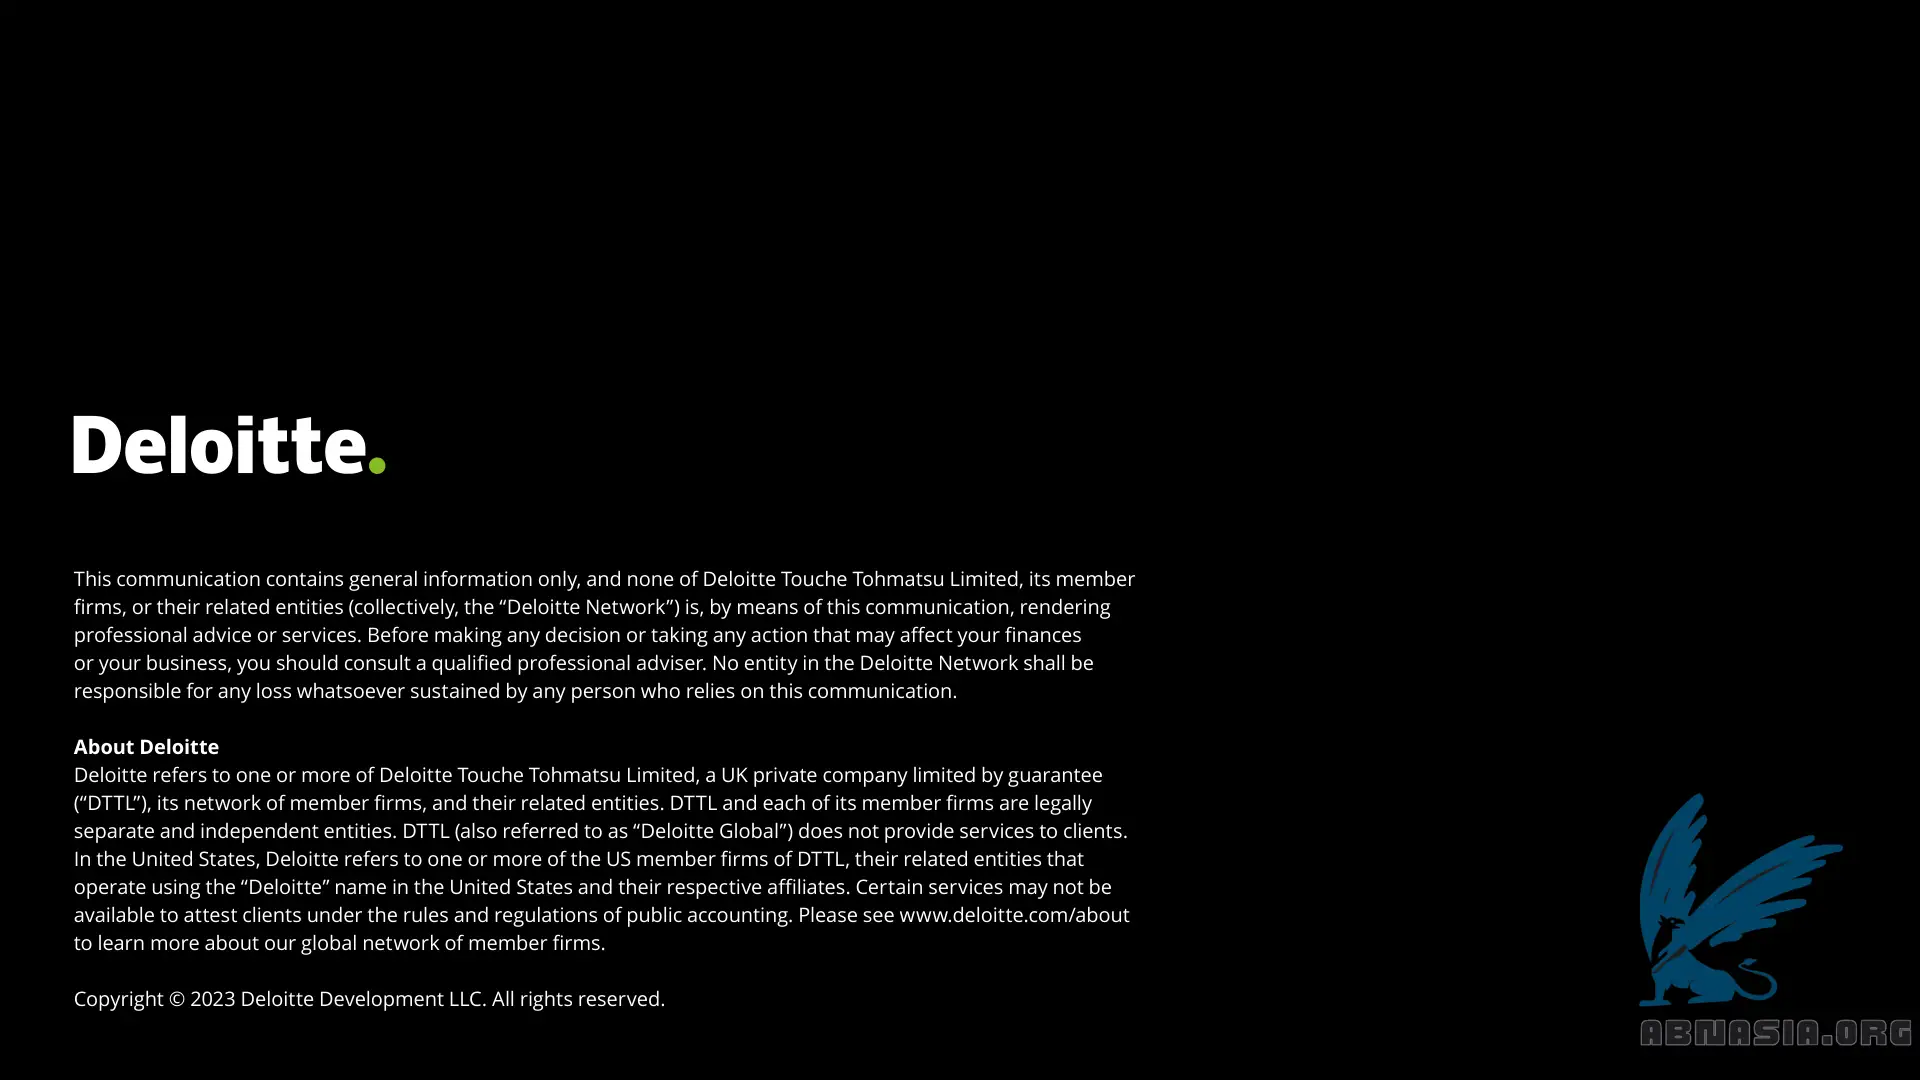 Deloitte.
This communication contains general information only, and none of Deloitte Touche Tohmatsu Limited, its member
firms, or their related entities (collectively, the “Deloitte Network”) is, by means of this communication, rendering
professional advice or services. Before making any decision or taking any action that may affect your finances
or your business, you should consult a qualified professional adviser. No entity in the Deloitte Network shall be
responsible for any loss whatsoever sustained by any person who relies on this communication.
About Deloitte
Deloitte refers to one or more of Deloitte Touche Tohmatsu Limited, a UK private company limited by guarantee
(“DTTL”), its network of member firms, and their related entities. DTTL and each of its member firms are legally
separate and independent entities. DTTL (also referred to as “Deloitte Global”) does not provide services to clients.
In the United States, Deloitte refers to one or more of the US member firms of DTTL, their related entities that
operate using the “Deloitte” name in the United States and their respective affiliates. Certain services may not be
available to attest clients under the rules and regulations of public accounting. Please see www.deloitte.com/about
to learn more about our global network of member firms.
Copyright © 2023 Deloitte Development LLC. All rights reserved.
ABNASIA.ORG